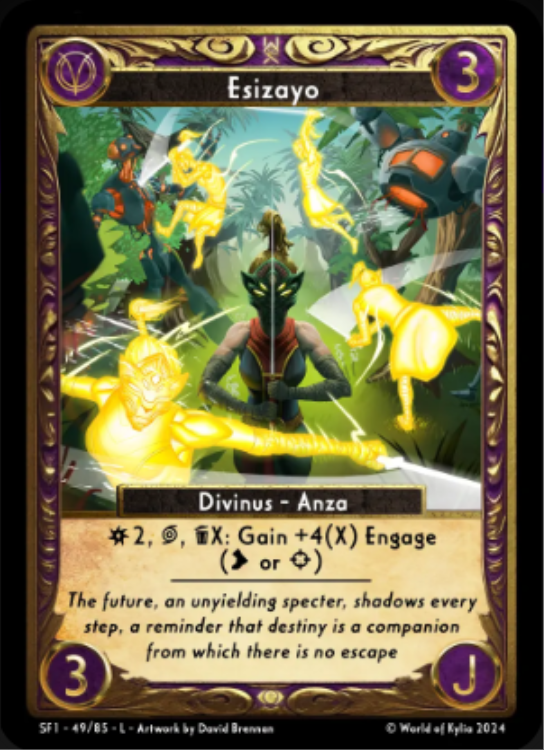 3
Esizayo
Divinus - Anza
2, , X: Gain +4(X) Engage
( or )
The future, an unyielding specter, shadows every
step, a reminder that destiny is a companion
from which there is no escape
3
J
SF1 - 49/85 - L - Artwork by David Brennan
© World of Kylia 2024